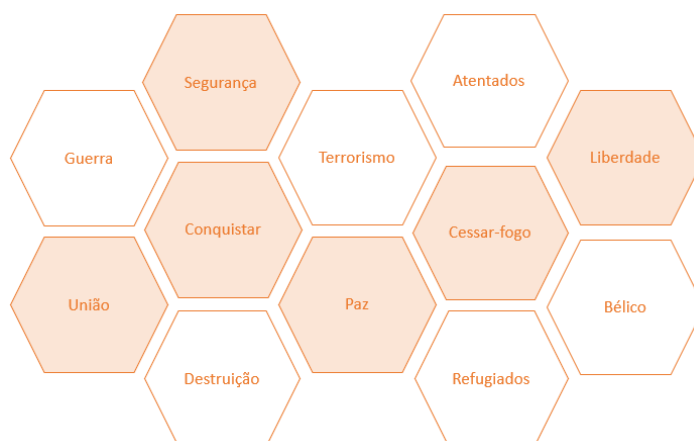 Segurança
Atentados
Guerra
Terrorismo
Liberdade
Conquistar
Cessar-fogo
União
Paz
Bélico
Destruição
Refugiados